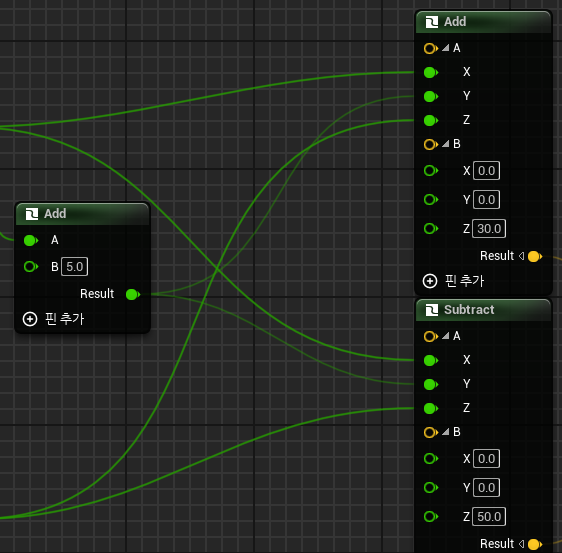 Add
A
X
Y
Z
B
X 0.0
Y 0.0
Z 30.0
Result
핀 추가
Add
A
B 5.0
Result
핀 추가
Subtract
A
X
Y
Z
B
X 0.0
Y 0.0
Z 50.0
Result